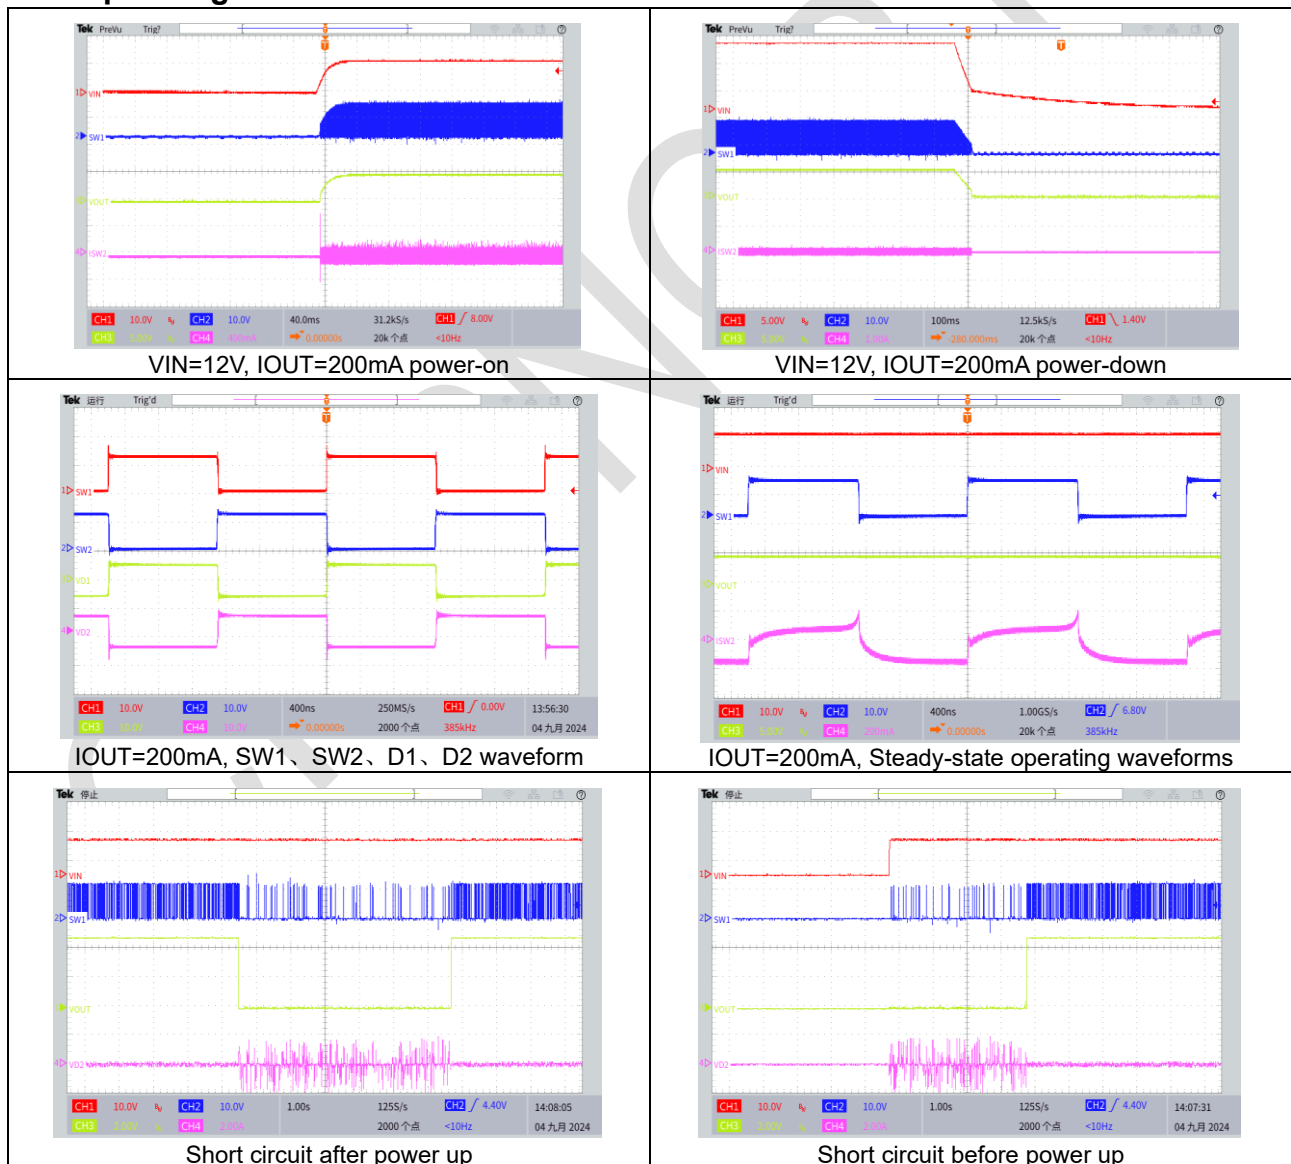 Tek PreVu Trig?
VIN
SW1
VOUT
ISW2
CH1 10.0V CH2 10.0V 40.0ms 31.2kS/s CH1 8.00V
CH3 5.00V CH4 400mA 0.00000s 20k 个点 <10Hz
VIN=12V, IOUT=200mA power-on
Tek PreVu Trig?
VIN
SW1
VOUT
ISW2
CH1 5.00V CH2 10.0V 100ms 12.5kS/s CH1 1.40V
CH3 5.00V CH4 1.00A -280.000ms 20k 个点 <10Hz
VIN=12V, IOUT=200mA power-down
Tek 运行 Trig'd
SW1
SW2
VD1
VD2
CH1 10.0V CH2 10.0V 400ns 250MS/s CH1 0.00V 13:56:30
CH3 10.0V CH4 10.0V 0.00000s 2000 个点 385kHz 04 九月 2024
IOUT=200mA, SW1、SW2、D1、D2 waveform
Tek 运行 Trig'd
VIN
SW1
VOUT
ISW2
CH1 10.0V CH2 10.0V 400ns 1.00GS/s CH2 6.80V
CH3 5.00V CH4 200mA 0.00000s 20k 个点 385kHz
IOUT=200mA, Steady-state operating waveforms
Tek 停止
VIN
SW1
VOUT
VD2
CH1 10.0V CH2 10.0V 1.00s 125S/s CH2 4.40V 14:08:05
CH3 2.00V CH4 2.00A 2000 个点 <10Hz 04 九月 2024
Short circuit after power up
Tek 停止
VIN
SW1
VOUT
VD2
CH1 10.0V CH2 10.0V 1.00s 125S/s CH2 4.40V 14:07:31
CH3 2.00V CH4 2.00A 2000 个点 <10Hz 04 九月 2024
Short circuit before power up